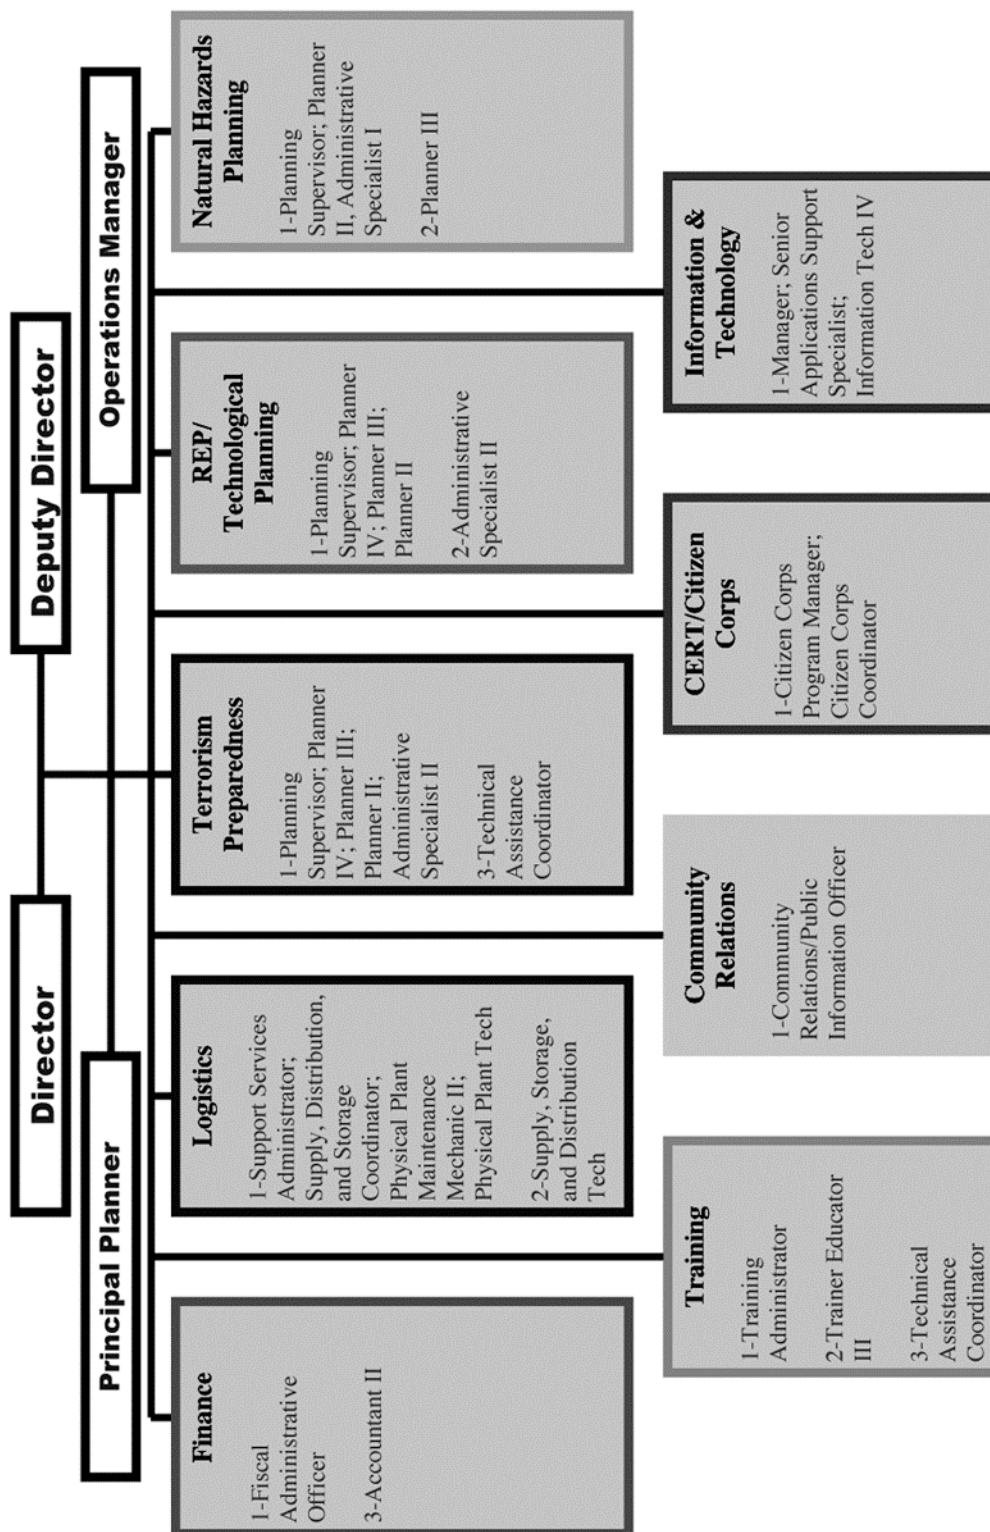 Director
Deputy Director
Principal Planner
Operations Manager
Finance
1-Fiscal
Administrative
Officer
3-Accountant II
Logistics
1-Support Services
Administrator;
Supply, Distribution,
and Storage
Coordinator;
Physical Plant
Maintenance
Mechanic II;
Physical Plant Tech
2-Supply, Storage,
and Distribution
Tech
Terrorism
Preparedness
1-Planning
Supervisor; Planner
IV; Planner III;
Planner II;
Administrative
Specialist II
3-Technical
Assistance
Coordinator
REP/
Technological
Planning
1-Planning
Supervisor; Planner
IV; Planner III;
Planner II
2-Administrative
Specialist II
Natural Hazards
Planning
1-Planning
Supervisor; Planner
II, Administrative
Specialist I
2-Planner III
Training
1-Training
Administrator
2-Trainer Educator
III
3-Technical
Assistance
Coordinator
Community
Relations
1-Community
Relations/Public
Information Officer
CERT/Citizen
Corps
1-Citizen Corps
Program Manager;
Citizen Corps
Coordinator
Information &
Technology
1-Manager; Senior
Applications Support
Specialist;
Information Tech IV